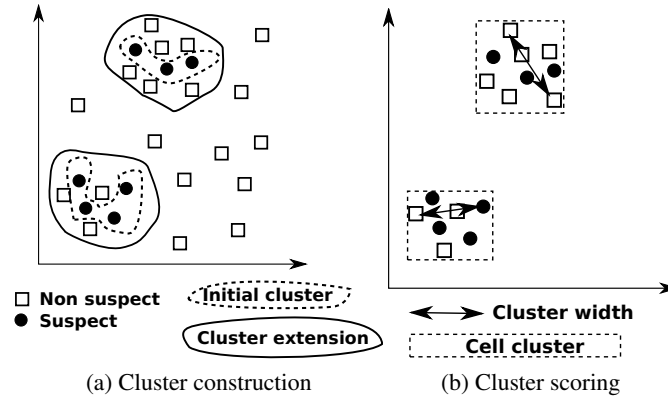 Non suspect
Suspect
Initial cluster
Cluster extension
Cluster width
Cell cluster
(a) Cluster construction
(b) Cluster scoring